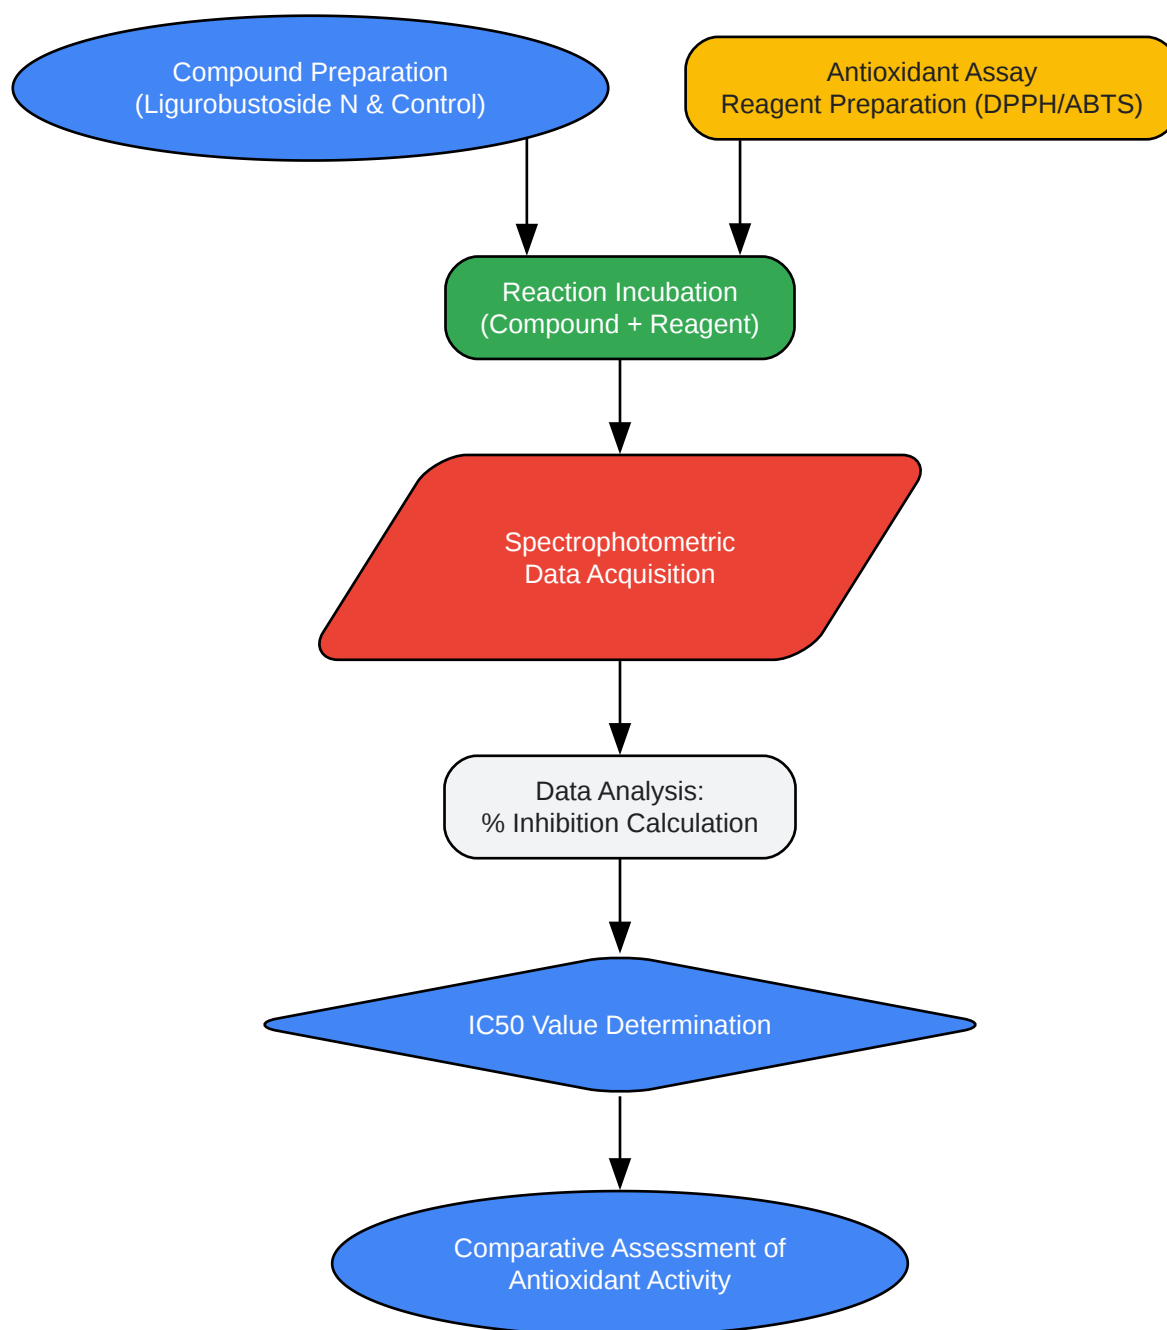 Compound Preparation
(Ligurobustoside N & Control)
Antioxidant Assay
Reagent Preparation (DPPH/ABTS)
Reaction Incubation
(Compound + Reagent)
Spectrophotometric
Data Acquisition
Data Analysis:
% Inhibition Calculation
IC50 Value Determination
Comparative Assessment of
Antioxidant Activity